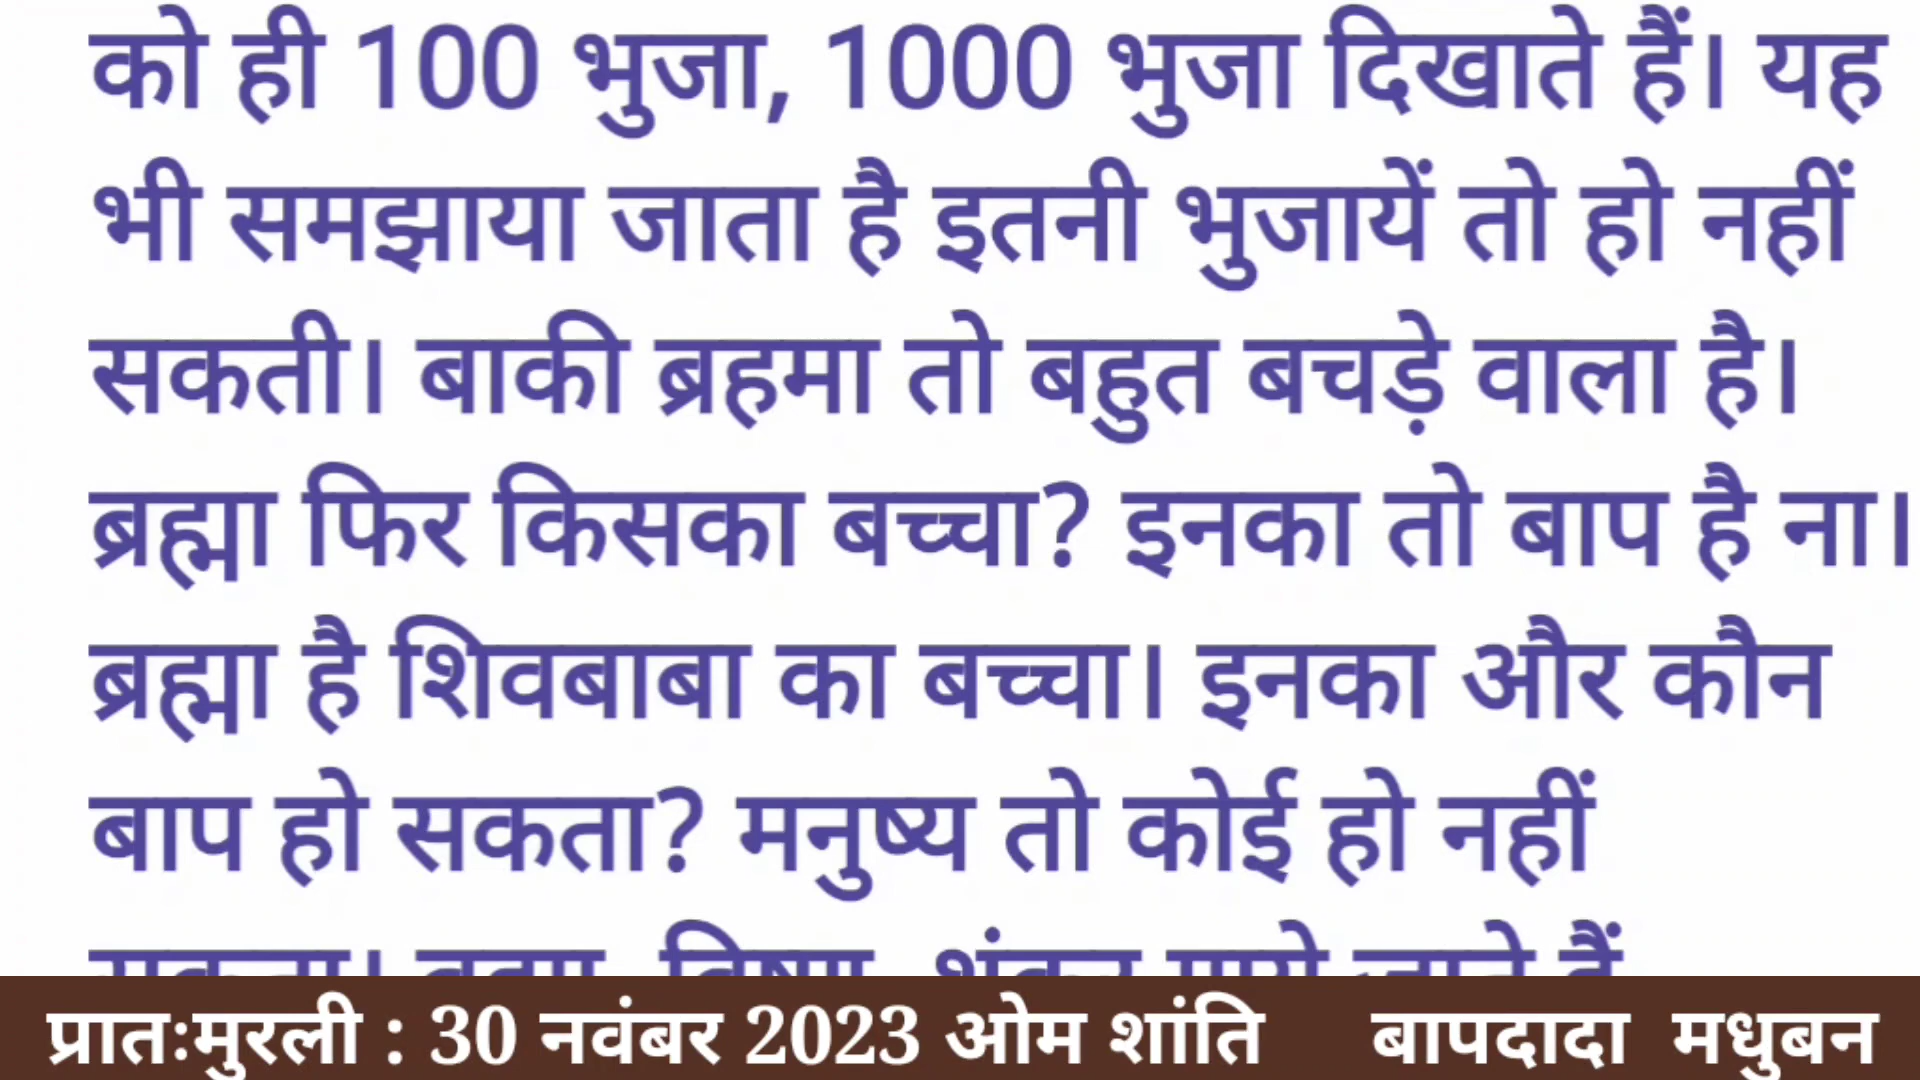 को ही 100 भुजा, 1000 भुजा दिखाते हैं। यह
भी समझाया जाता है इतनी भुजायें तो हो नहीं
सकती। बाकी ब्रहमा तो बहुत बचड़े वाला है।
ब्रह्मा फिर किसका बच्चा? इनका तो बाप है ना।
ब्रह्मा है शिवबाबा का बच्चा। इनका और कौन
बाप हो सकता? मनुष्य तो कोई हो नहीं
प्रातःमुरली : 30 नवंबर 2023 ओम शांति बापदादा मधुबन